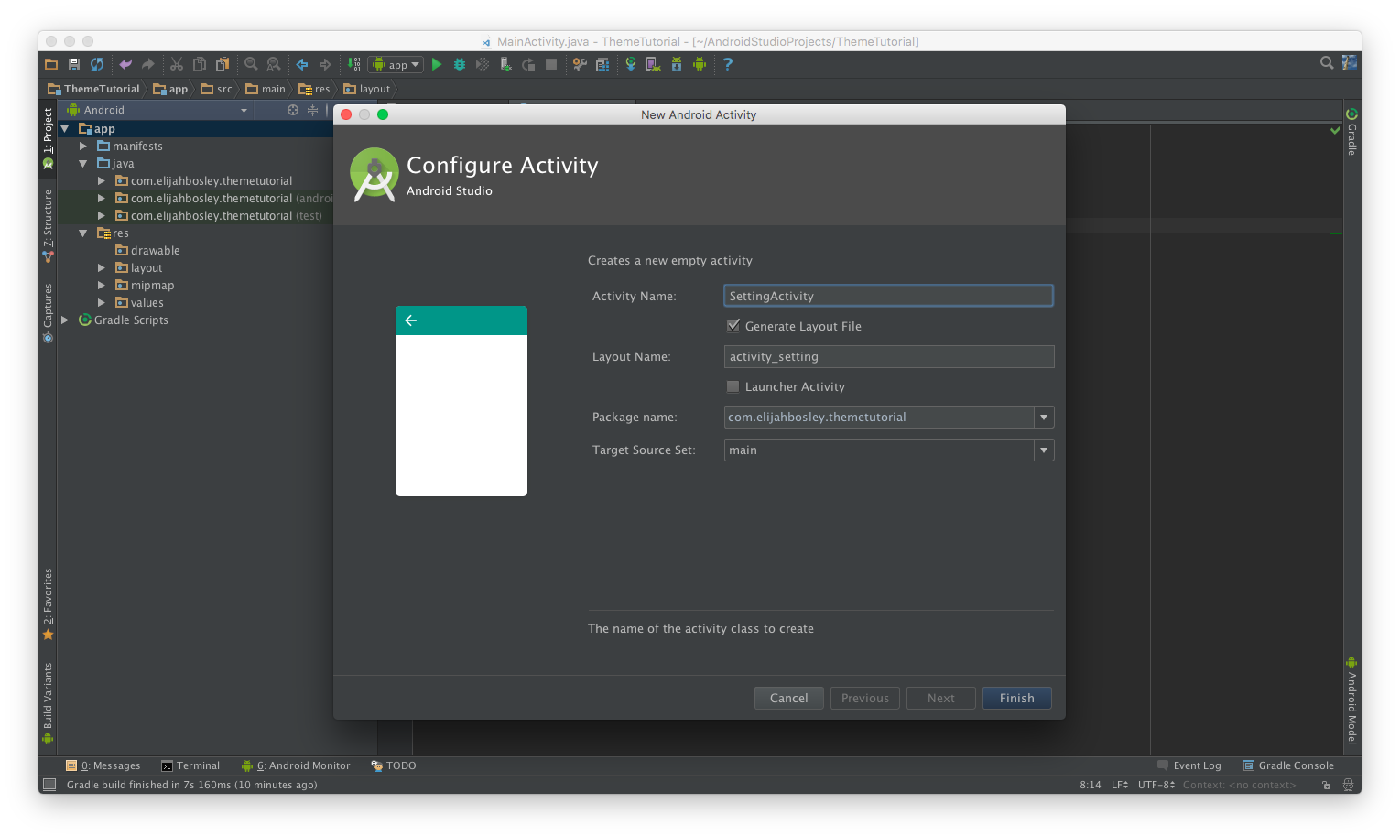 MainActivity.java - ThemeTutorial - [~/AndroidStudioProjects/ThemeTutorial]
app
ThemeTutorial app src main res layout
Android
1: Project
7: Structure
Captures
2: Favorites
Build Variants
app
manifests
java
com.elijahbosley.themetutorial
com.elijahbosley.themetutorial (androi
com.elijahbosley.themetutorial (test)
res
drawable
layout
mipmap
values
Gradle Scripts
New Android Activity
Configure Activity
Android Studio
Creates a new empty activity
Activity Name: SettingActivity
Generate Layout File
Layout Name: activity_setting
Launcher Activity
Package name: com.elijahbosley.themetutorial
Target Source Set: main
The name of the activity class to create
Cancel Previous Next Finish
Gradle
Android Model
0: Messages Terminal 6: Android Monitor TODO Event Log Gradle Console
Gradle build finished in 7s 160ms (10 minutes ago) 8:14 LF UTF-8 Context: <no context>